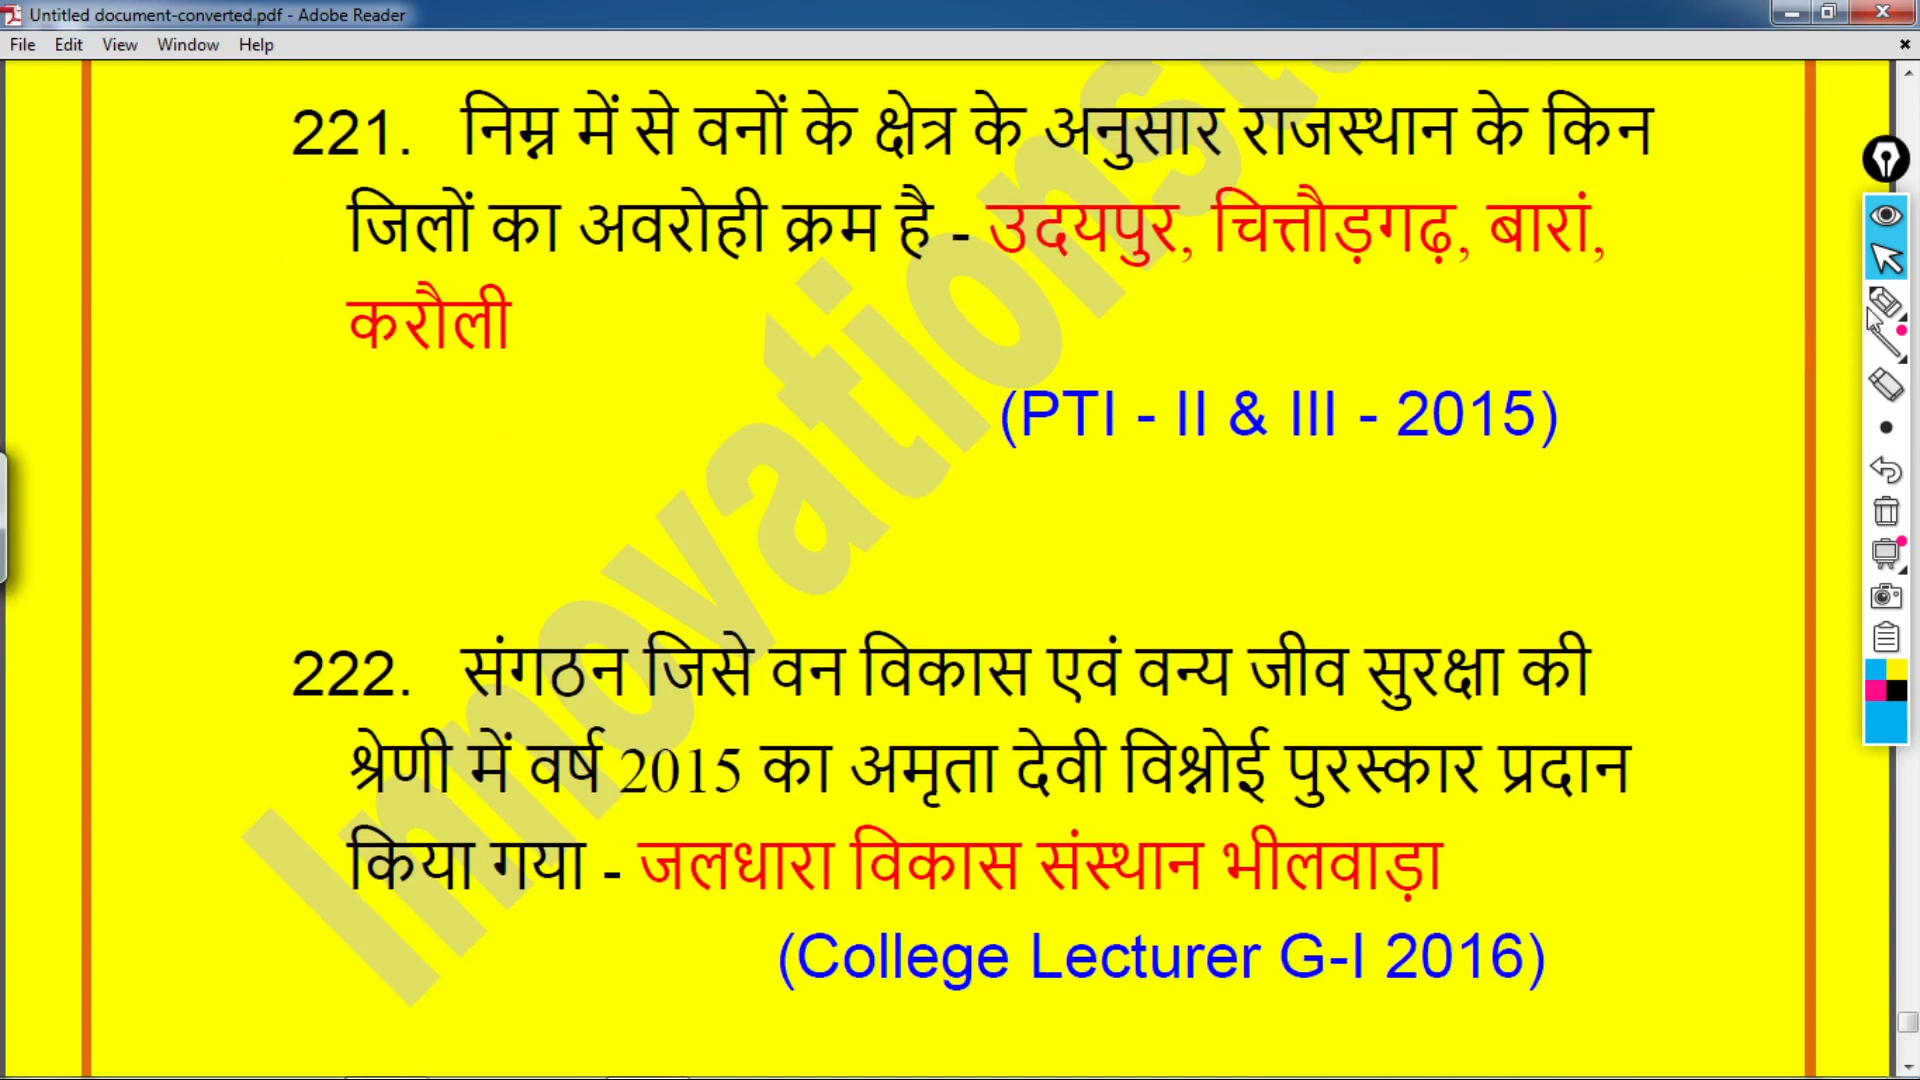 Untitled document-converted.pdf - Adobe Reader
File Edit View Window Help
221. निम्न में से वनों के क्षेत्र के अनुसार राजस्थान के किन
जिलों का अवरोही क्रम है - उदयपुर, चित्तौड़गढ़, बारां,
करौली
(PTI - II & III - 2015)
222. संगठन जिसे वन विकास एवं वन्य जीव सुरक्षा की
श्रेणी में वर्ष 2015 का अमृता देवी विश्नोई पुरस्कार प्रदान
किया गया - जलधारा विकास संस्थान भीलवाड़ा
(College Lecturer G-I 2016)